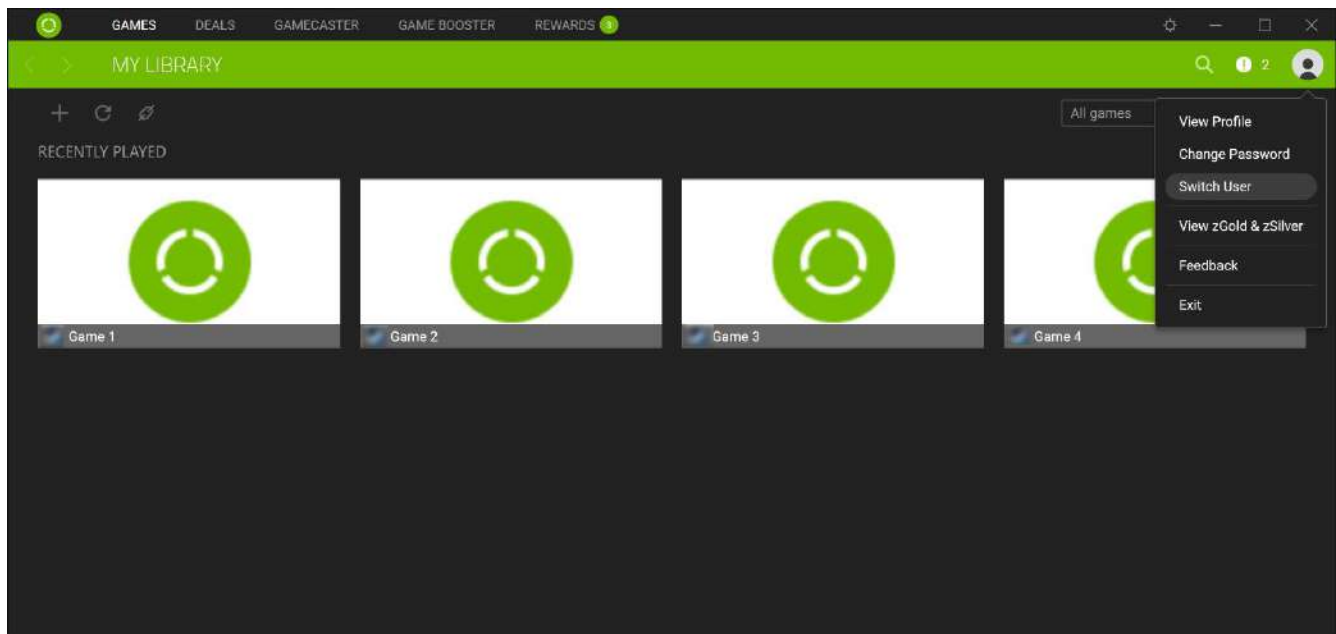 GAMES DEALS GAMECASTER GAME BOOSTER REWARDS 3
MY LIBRARY
! 2
All games
RECENTLY PLAYED
View Profile
Change Password
Switch User
View zGold & zSilver
Feedback
Exit
Game 1
Game 2
Game 3
Game 4